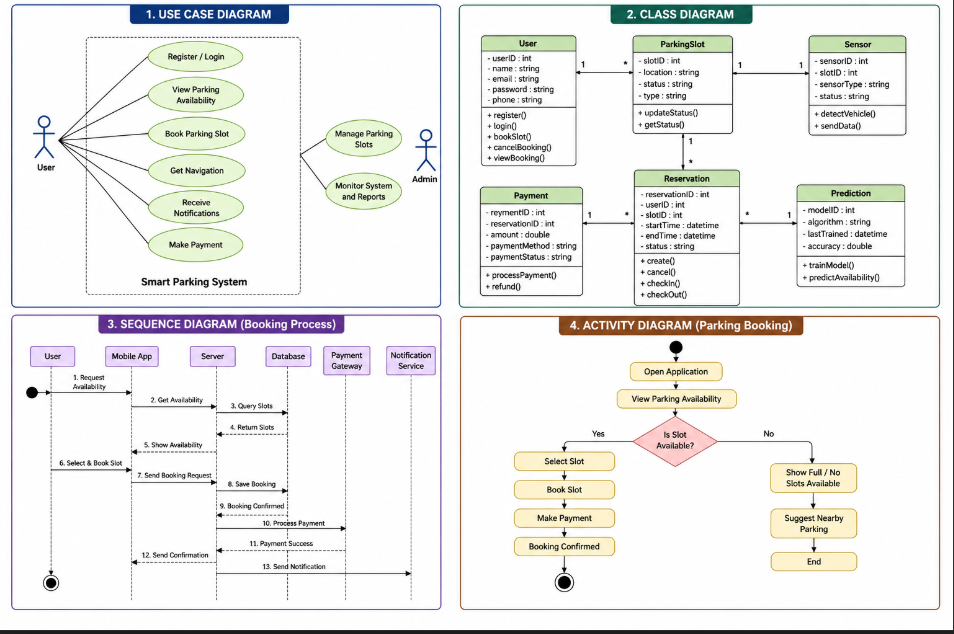 1. USE CASE DIAGRAM
Register / Login
View Parking
Availability
Book Parking Slot
Get Navigation
Receive
Notifications
Make Payment
User
Manage Parking
Slots
Monitor System
and Reports
Admin
Smart Parking System
2. CLASS DIAGRAM
User
- userID : int
- name : string
- email : string
- password : string
- phone : string
+ register()
+ login()
+ bookSlot()
+ cancelBooking()
+ viewBooking()
1
*
ParkingSlot
- slotID : int
- location : string
- status : string
- type : string
+ updateStatus()
+ getStatus()
1
1
Sensor
- sensorID : int
- slotID : int
- sensorType : string
- status : string
+ detectVehicle()
+ sendData()
1
*
Payment
- reymentID : int
- reservationID : int
- amount : double
- paymentMethod : string
- paymentStatus : string
+ processPayment()
+ refund()
1
*
Reservation
- reservationID : int
- userID : int
- slotID : int
- startTime : datetime
- endTime : datetime
- status : string
+ create()
+ cancel()
+ checkIn()
+ checkOut()
*
1
Prediction
- modelID : int
- algorithm : string
- lastTrained : datetime
- accuracy : double
+ trainModel()
+ predictAvailability()
3. SEQUENCE DIAGRAM (Booking Process)
User
Mobile App
Server
Database
Payment
Gateway
Notification
Service
1. Request
Availability
2. Get Availability
3. Query Slots
4. Return Slots
5. Show Availability
6. Select & Book Slot
7. Send Booking Request
8. Save Booking
9. Booking Confirmed
10. Process Payment
11. Payment Success
12. Send Confirmation
13. Send Notification
4. ACTIVITY DIAGRAM (Parking Booking)
Open Application
View Parking Availability
Is Slot
Available?
Yes
No
Select Slot
Book Slot
Make Payment
Booking Confirmed
Show Full / No
Slots Available
Suggest Nearby
Parking
End